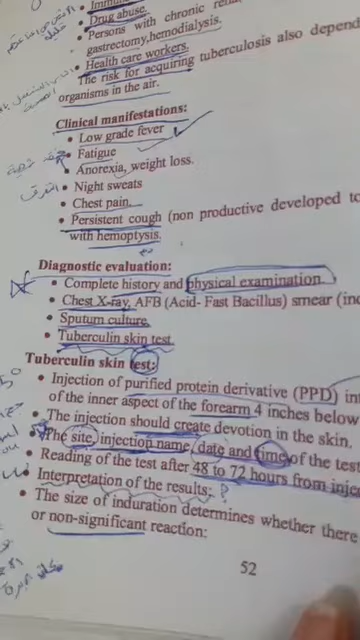 • Immun
• Drug abuse.
• Persons with chronic rena
gastrectomy, hemodialysis.
• Health care workers.
The risk for acquiring tuberculosis also depend
organisms in the air.
Clinical manifestations:
• Low grade fever
• Fatigue
• Anorexia, weight loss.
• Night sweats
• Chest pain.
• Persistent cough (non productive developed to
with hemoptysis.
Diagnostic evaluation:
• Complete history and physical examination.
• Chest X-ray, AFB (Acid- Fast Bacillus) smear (inc
• Sputum culture.
• Tuberculin skin test
Tuberculin skin test:
• Injection of purified protein derivative (PPD) int
of the inner aspect of the forearm 4 inches below
• The injection should create devotion in the skin.
• The site, injection name, date and time of the test
• Reading of the test after 48 to 72 hours from injec
Interpretation of the results: ?
• The size of induration determines whether there
or non-significant reaction:
52